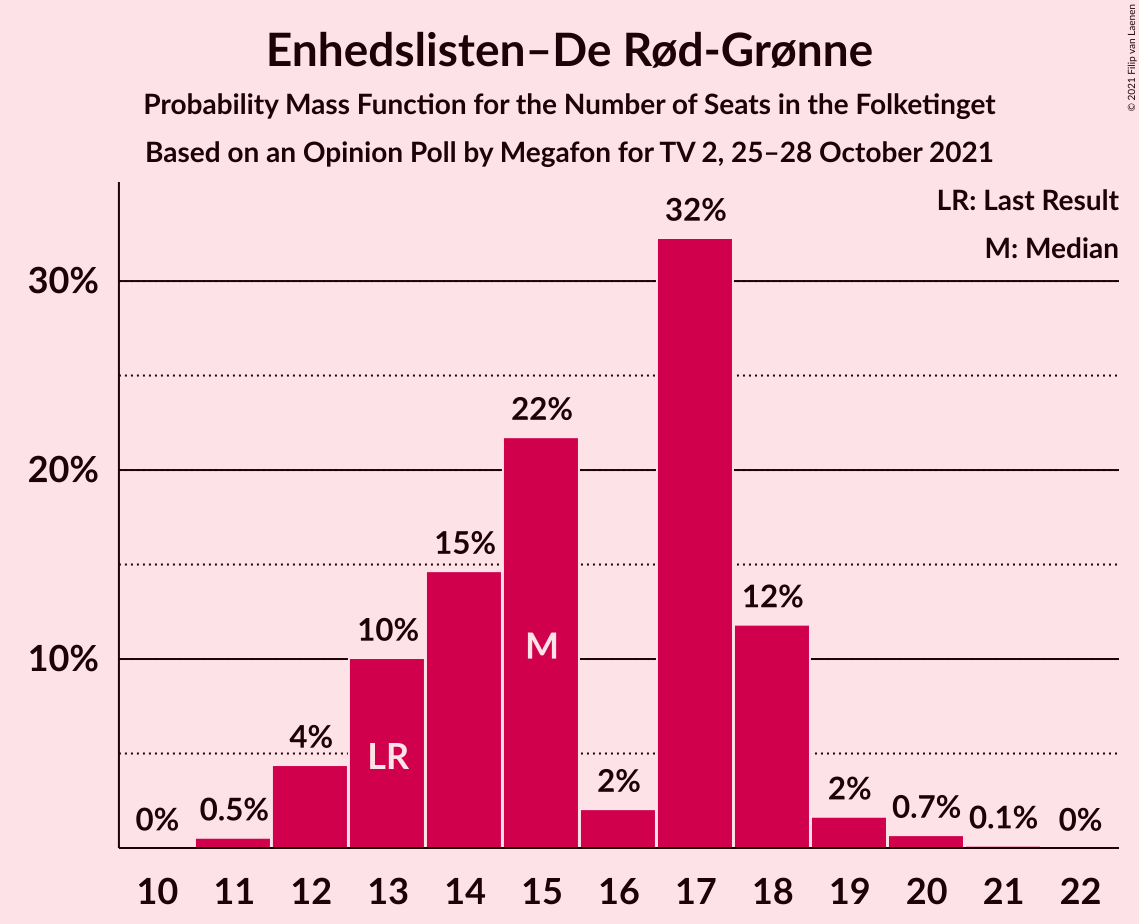 Enhedslisten–De Rød-Grønne
Probability Mass Function for the Number of Seats in the Folketinget
Based on an Opinion Poll by Megafon for TV 2, 25–28 October 2021
© 2021 Filip van Laenen
LR: Last Result
M: Median
30%
20%
10%
0%
0.5%
4%
10%
15%
22%
2%
32%
12%
2%
0.7%
0.1%
0%
LR
M
10 11 12 13 14 15 16 17 18 19 20 21 22